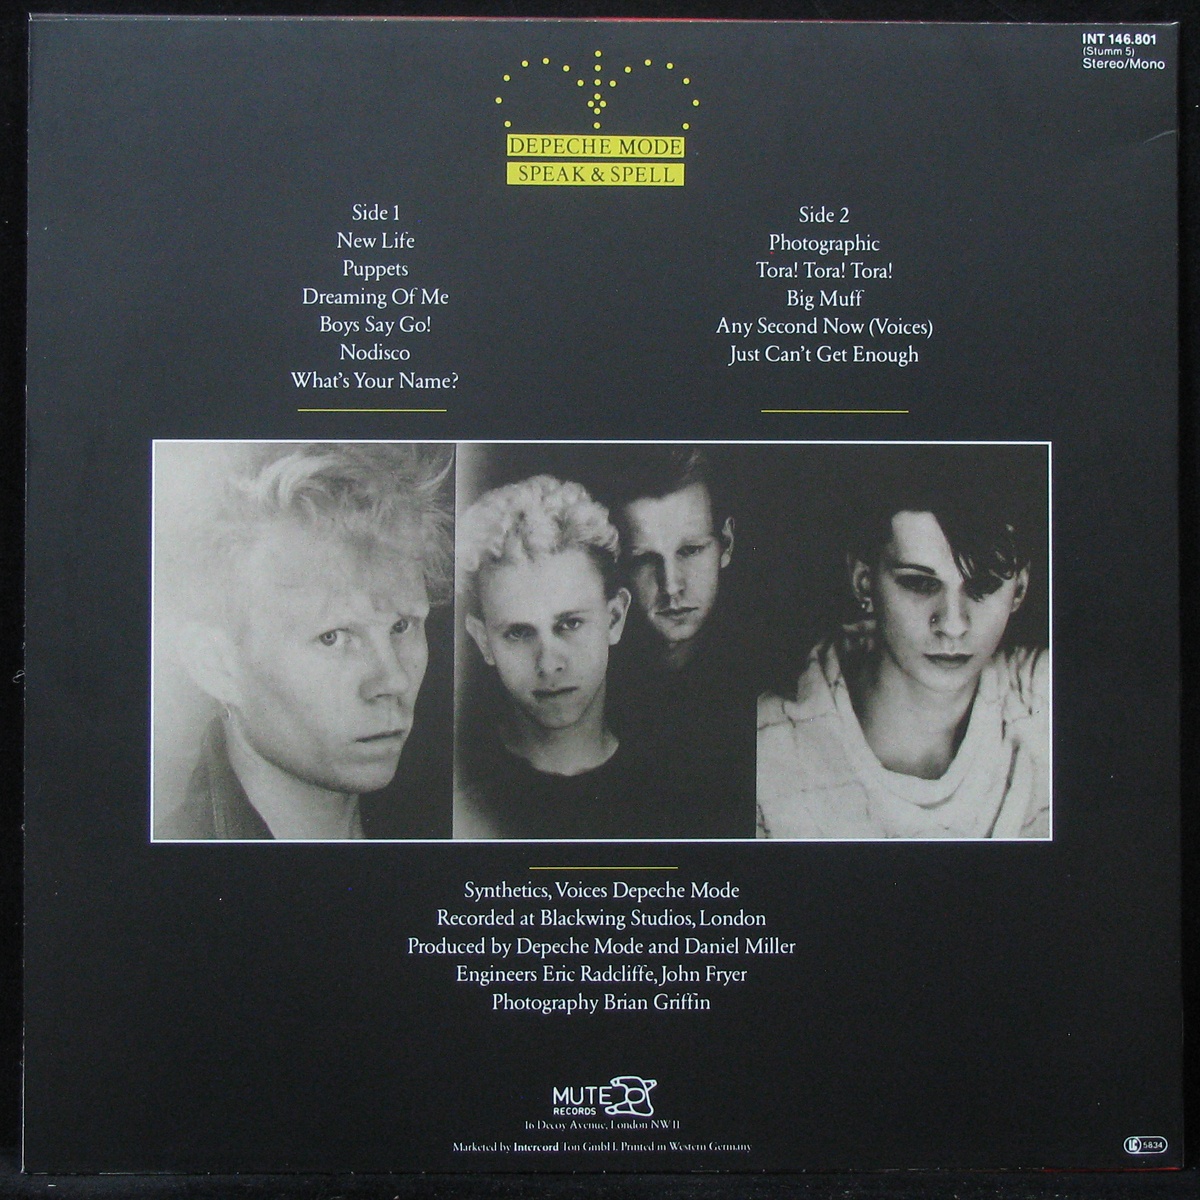 INT 146.801
(Stumm 5)
Stereo/Mono
DEPECHE MODE
SPEAK & SPELL
Side 1
New Life
Puppets
Dreaming Of Me
Boys Say Go!
Nodisco
What's Your Name?
Side 2
Photographic
Tora! Tora! Tora!
Big Muff
Any Second Now (Voices)
Just Can't Get Enough
Synthetics, Voices Depeche Mode
Recorded at Blackwing Studios, London
Produced by Depeche Mode and Daniel Miller
Engineers Eric Radcliffe, John Fryer
Photography Brian Griffin
MUTE
RECORDS
16 Decoy Avenue, London NW11
Marketed by Intercord Ton GmbH. Printed in Western Germany
LC 5834